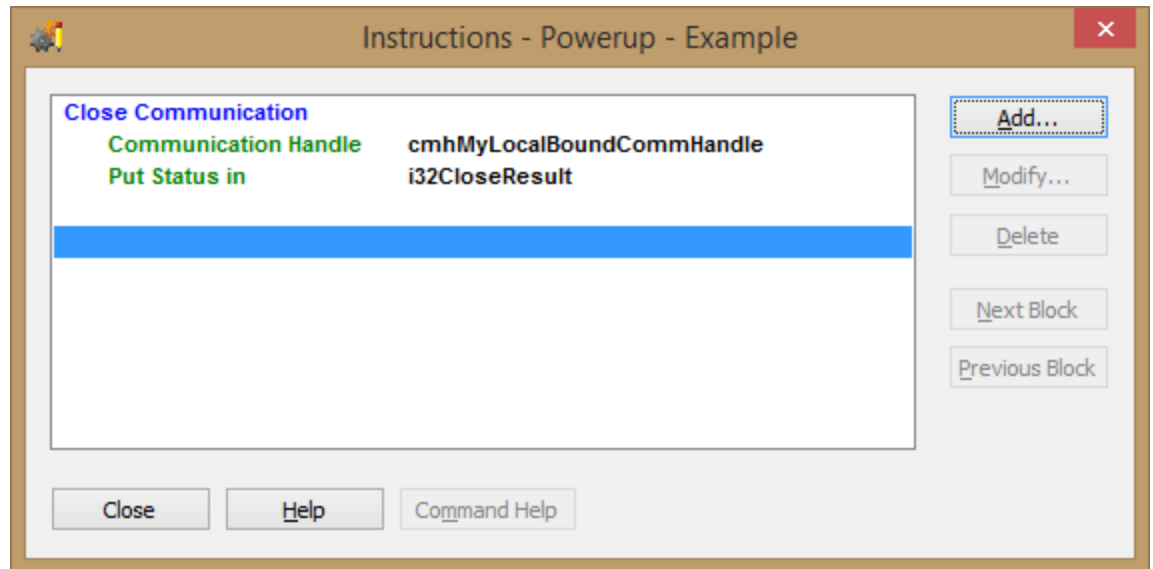 Instructions - Powerup - Example
Close Communication
Communication Handle cmhMyLocalBoundCommHandle
Put Status in i32CloseResult
Add...
Modify...
Delete
Next Block
Previous Block
Close Help Command Help